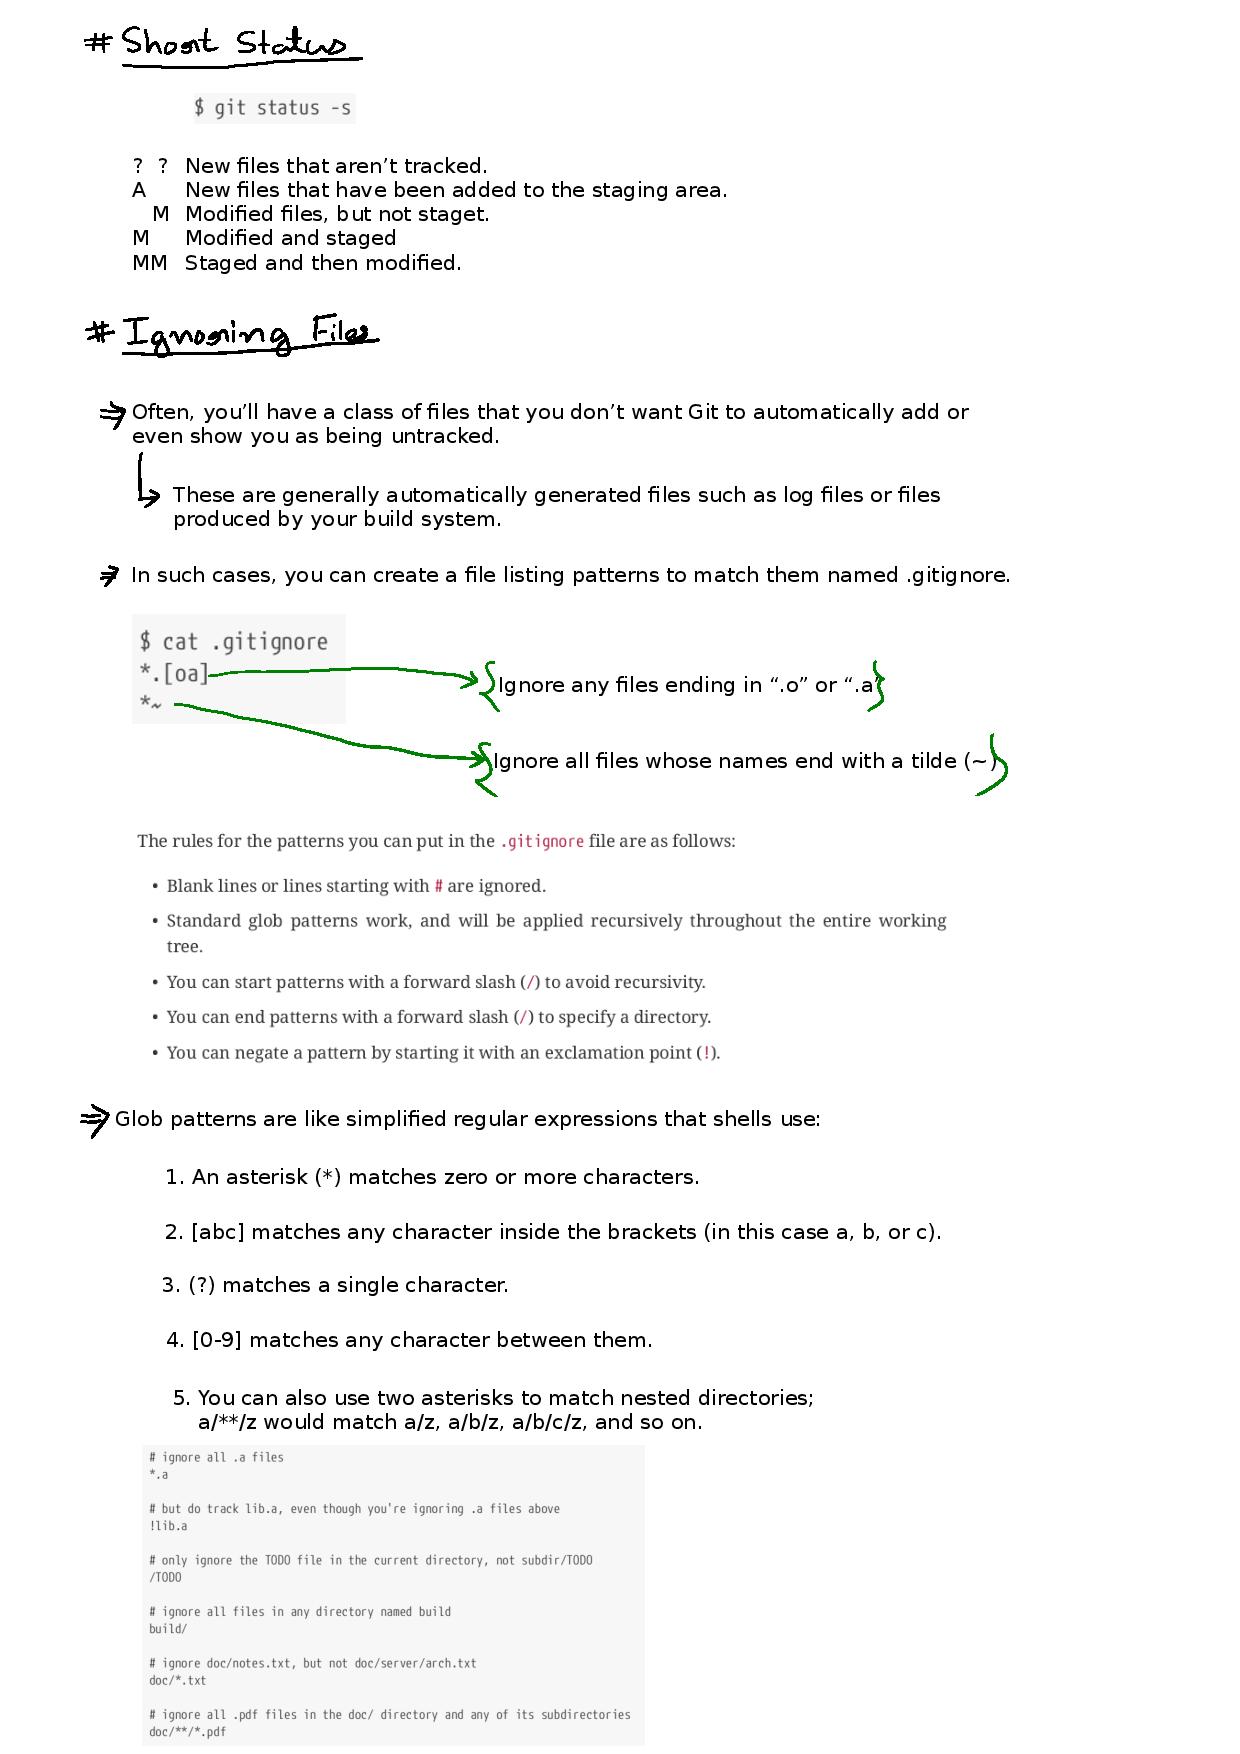 # Short Status
$ git status -s
? ? New files that aren't tracked.
A New files that have been added to the staging area.
M Modified files, but not staget.
M Modified and staged
MM Staged and then modified.
# Ignoring Files
⇒ Often, you'll have a class of files that you don't want Git to automatically add or
even show you as being untracked.
These are generally automatically generated files such as log files or files
produced by your build system.
⇒ In such cases, you can create a file listing patterns to match them named .gitignore.
$ cat .gitignore
*.[oa]
*~
{Ignore any files ending in “.o” or “.a”}
{Ignore all files whose names end with a tilde (~)}
The rules for the patterns you can put in the .gitignore file are as follows:
• Blank lines or lines starting with # are ignored.
• Standard glob patterns work, and will be applied recursively throughout the entire working
tree.
• You can start patterns with a forward slash (/) to avoid recursivity.
• You can end patterns with a forward slash (/) to specify a directory.
• You can negate a pattern by starting it with an exclamation point (!).
⇒ Glob patterns are like simplified regular expressions that shells use:
1. An asterisk (*) matches zero or more characters.
2. [abc] matches any character inside the brackets (in this case a, b, or c).
3. (?) matches a single character.
4. [0-9] matches any character between them.
5. You can also use two asterisks to match nested directories;
a/**/z would match a/z, a/b/z, a/b/c/z, and so on.
# ignore all .a files
*.a
# but do track lib.a, even though you're ignoring .a files above
!lib.a
# only ignore the TODO file in the current directory, not subdir/TODO
/TODO
# ignore all files in any directory named build
build/
# ignore doc/notes.txt, but not doc/server/arch.txt
doc/*.txt
# ignore all .pdf files in the doc/ directory and any of its subdirectories
doc/**/*.pdf